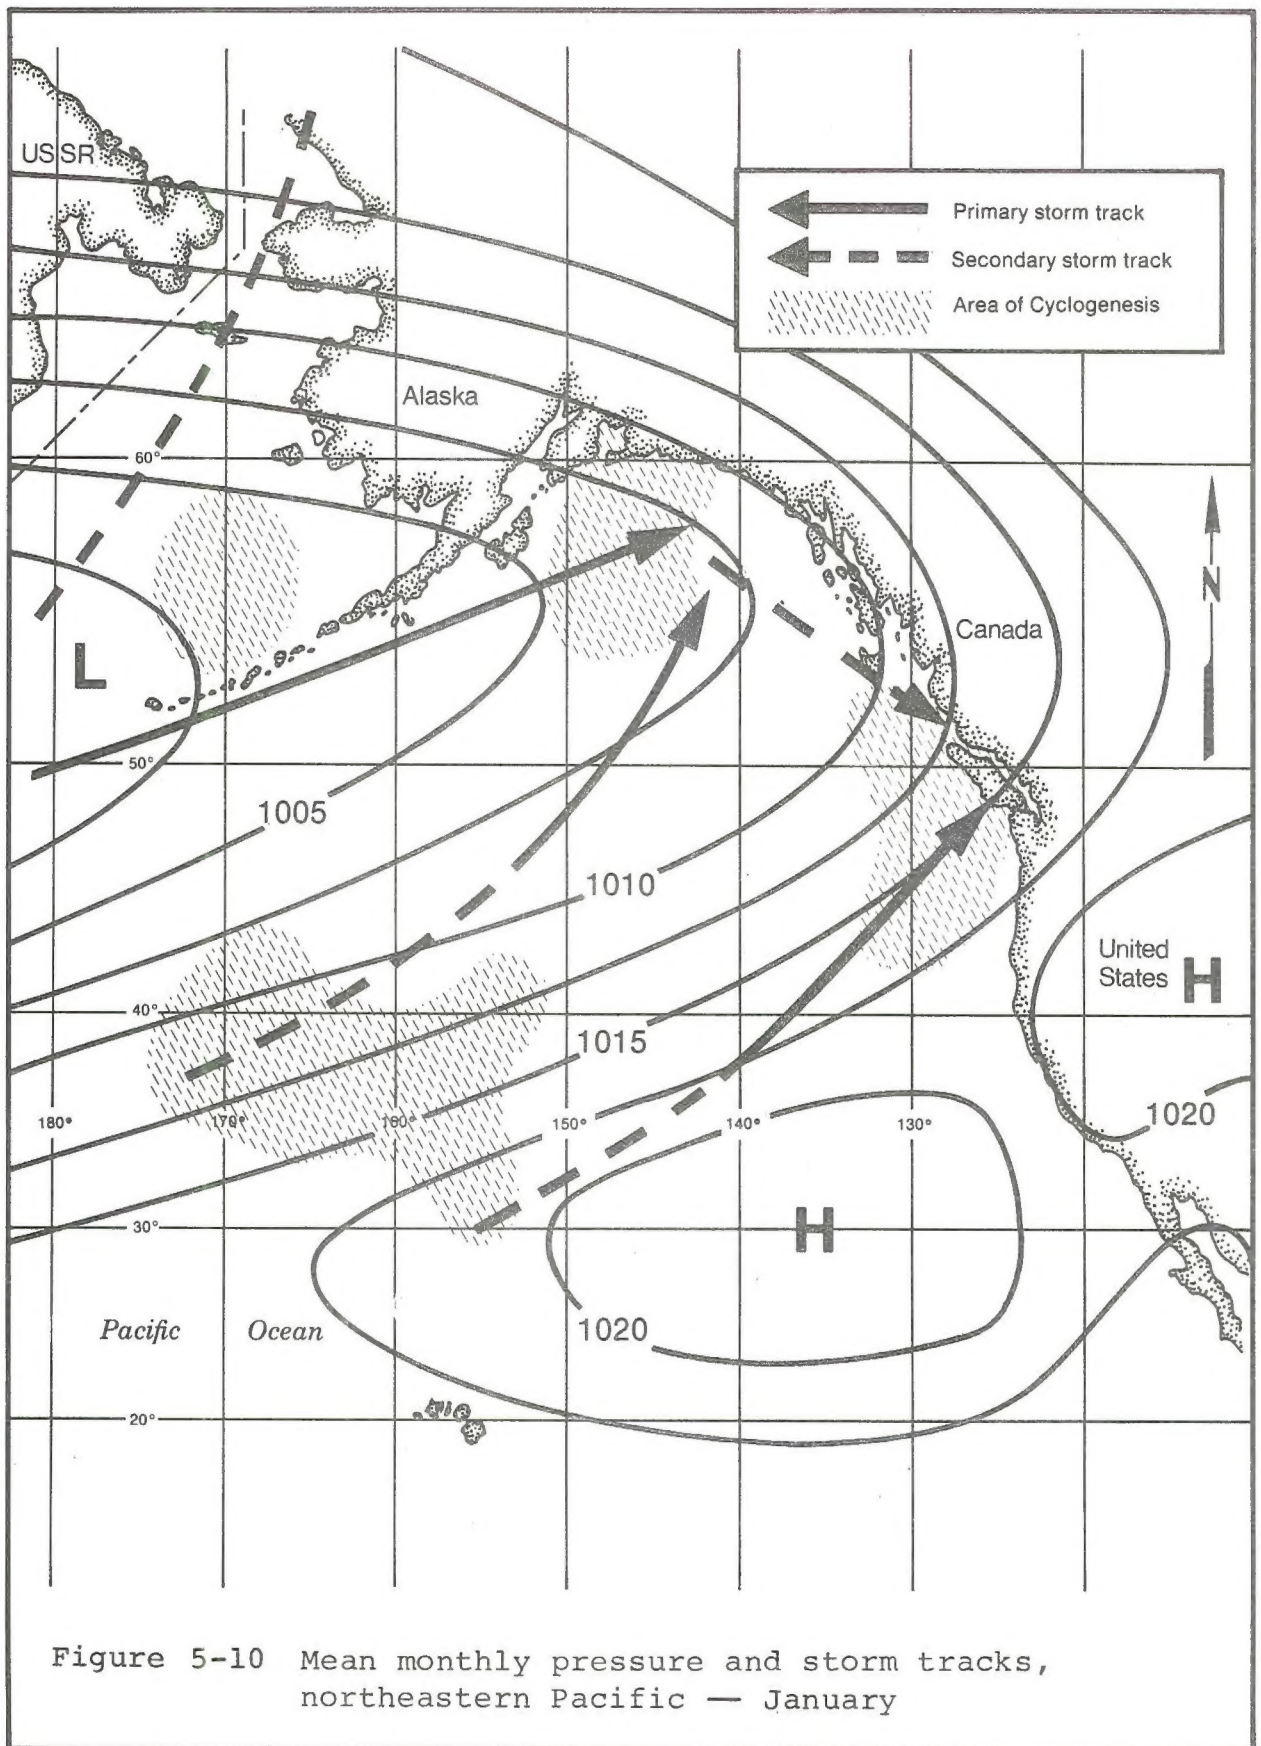 USSR
Primary storm track
Secondary storm track
Area of Cyclogenesis
Alaska
60°
N
Canada
L
50°
1005
1010
United
States H
40°
1015
180° 170° 160° 150° 140° 130°
1020
30°
H
Pacific Ocean
1020
20°
Figure 5-10 Mean monthly pressure and storm tracks,
northeastern Pacific — January